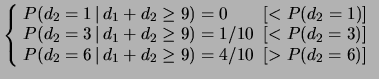 P(d₂ = 1 | d₁ + d₂ ≥ 9) = 0 [< P(d₂ = 1)]
P(d₂ = 3 | d₁ + d₂ ≥ 9) = 1/10 [< P(d₂ = 3)]
P(d₂ = 6 | d₁ + d₂ ≥ 9) = 4/10 [> P(d₂ = 6)]